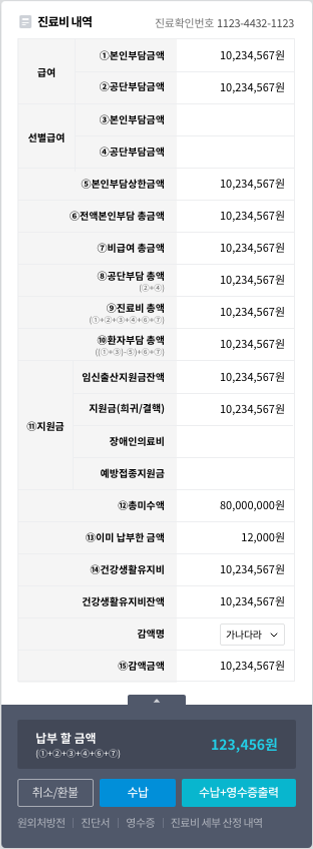 진료비 내역 진료확인번호 1123-4432-1123
급여
①본인부담금액 10,234,567원
②공단부담금액 10,234,567원
선별급여
③본인부담금액
④공단부담금액
⑤본인부담상한금액 10,234,567원
⑥전액본인부담 총금액 10,234,567원
⑦비급여 총금액 10,234,567원
⑧공단부담 총액 10,234,567원
(②+④)
⑨진료비 총액 10,234,567원
(①+②+③+④+⑥+⑦)
⑩환자부담 총액 10,234,567원
((①+③)-⑤)+⑥+⑦)
⑪지원금
임신출산지원금잔액 10,234,567원
지원금(희귀/결핵) 10,234,567원
장애인의료비
예방접종지원금
⑫총미수액 80,000,000원
⑬이미 납부한 금액 12,000원
⑭건강생활유지비 10,234,567원
건강생활유지비잔액 10,234,567원
감액명 가나다라
⑮감액금액 10,234,567원
납부 할 금액 123,456원
(①+②+③+④+⑥+⑦)
취소/환불 수납 수납+영수증출력
원외처방전 | 진단서 | 영수증 | 진료비 세부 산정 내역